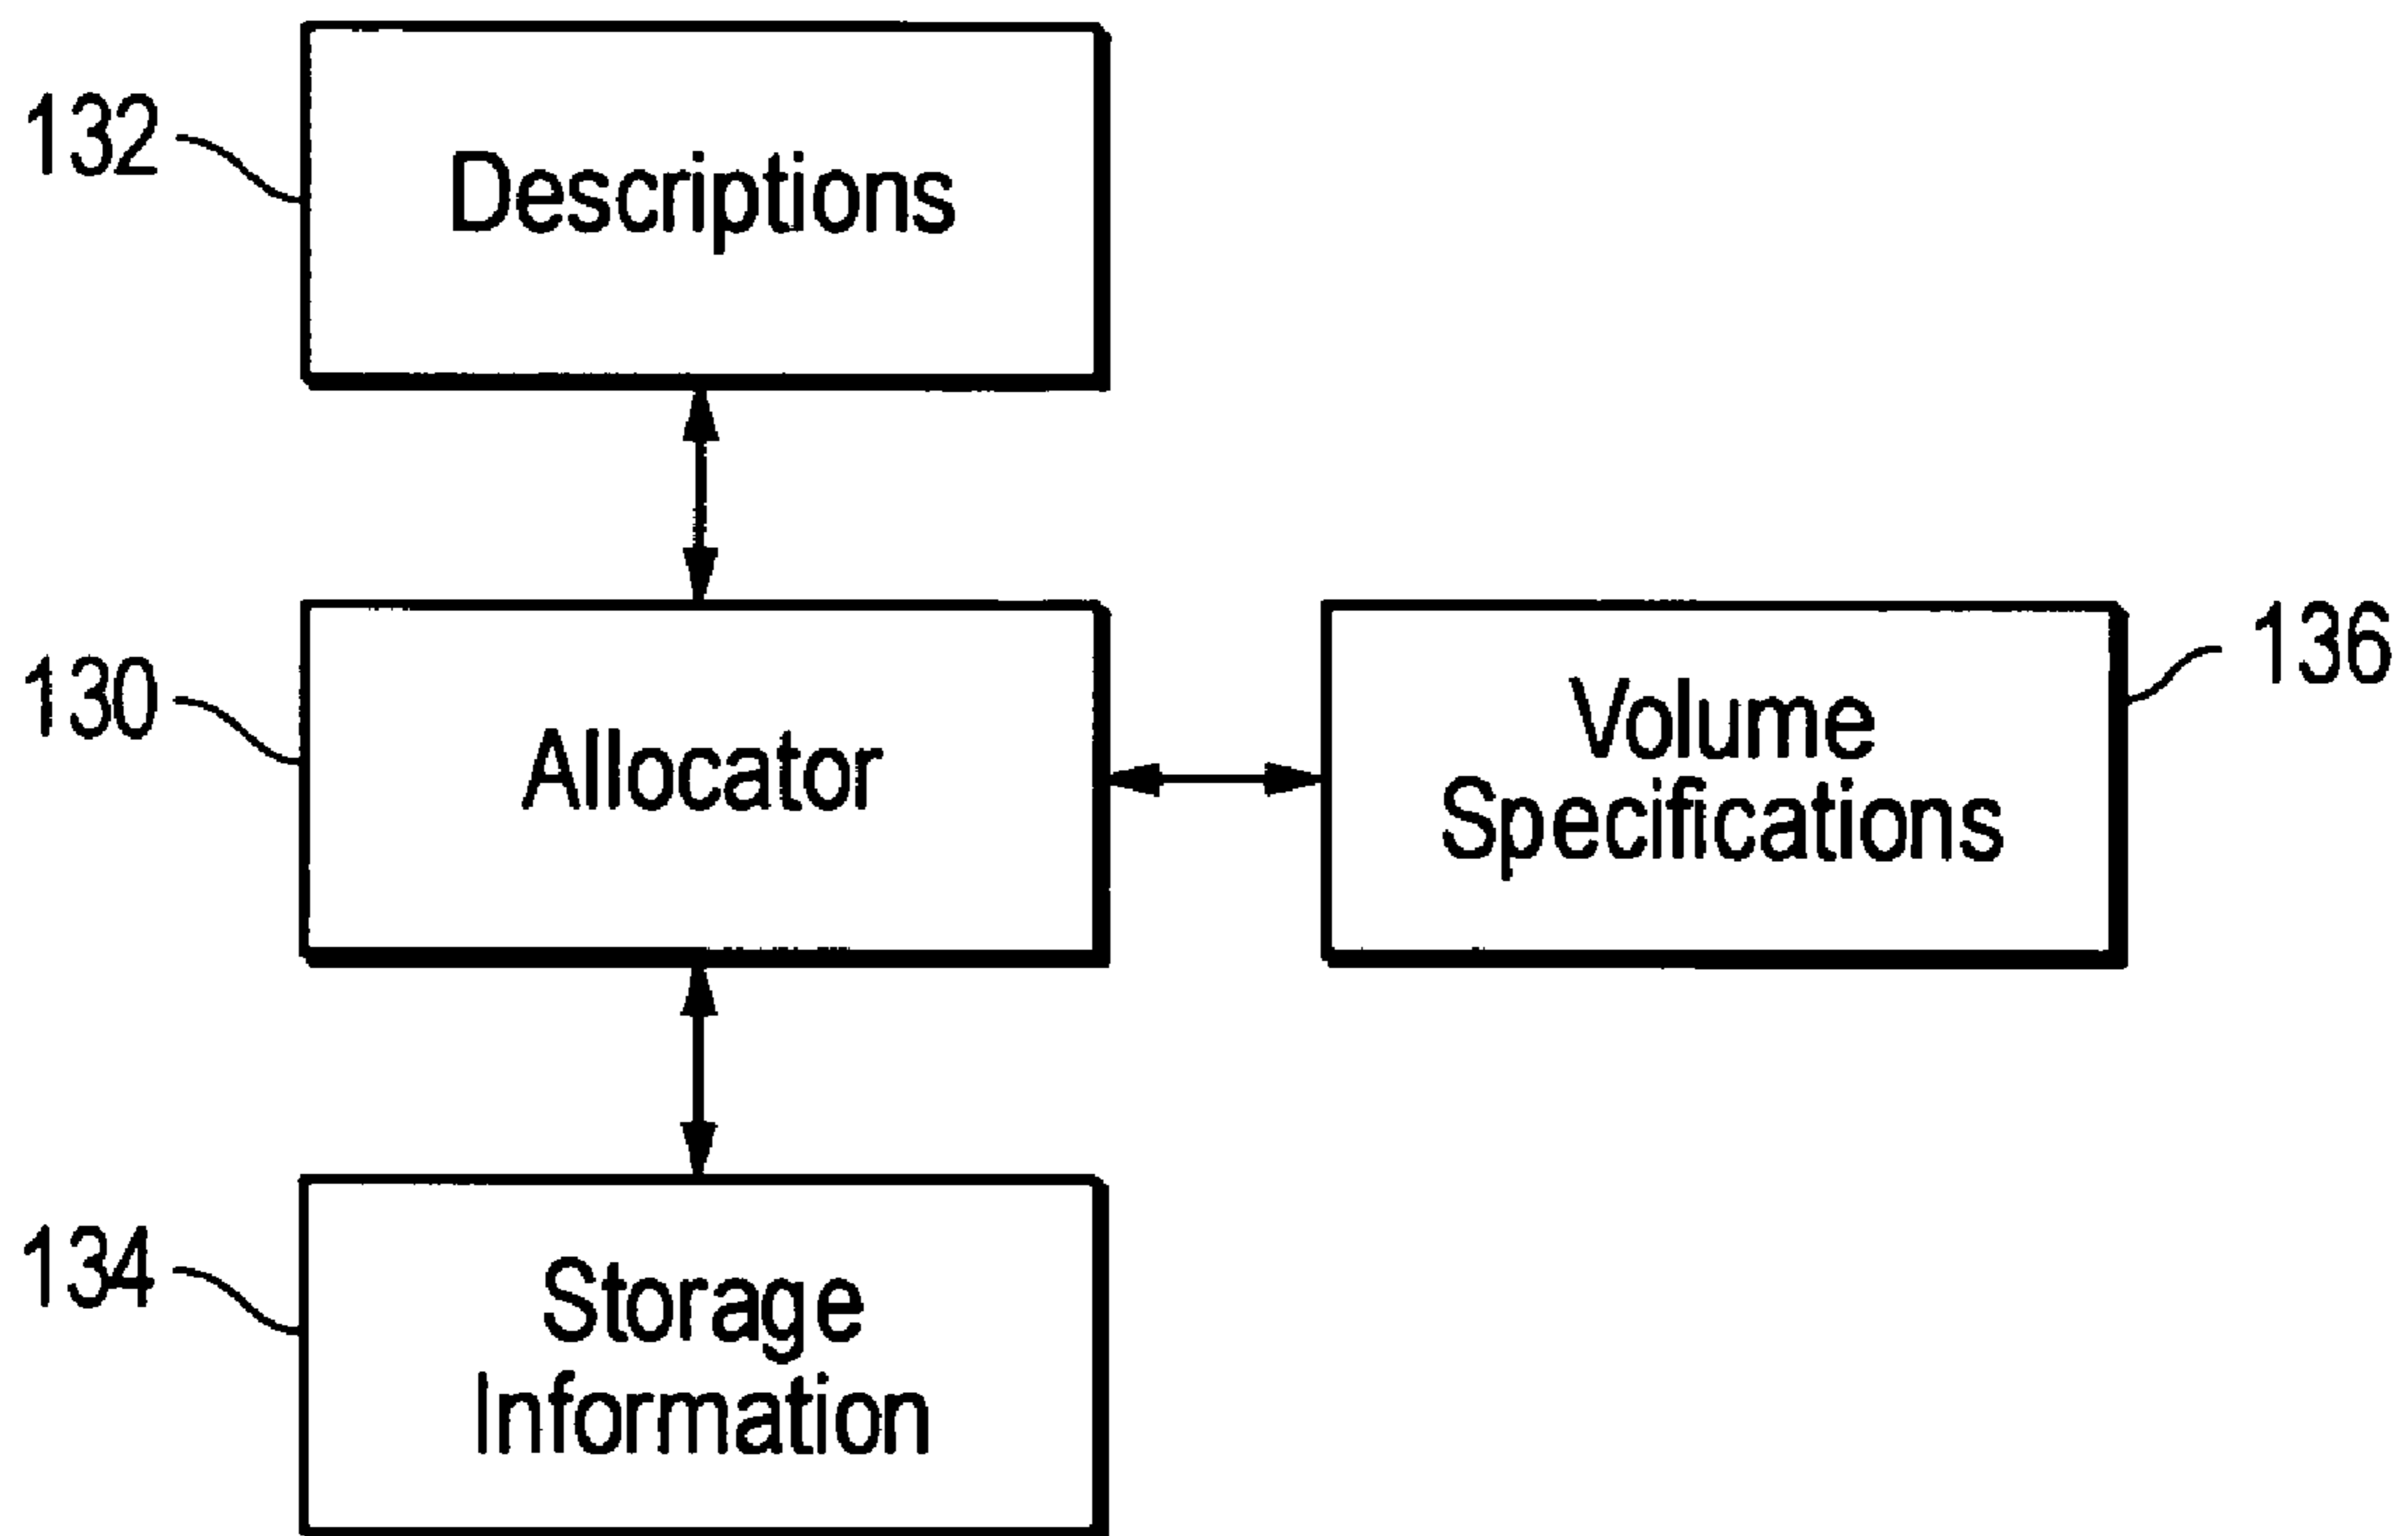 132
Descriptions
130
Allocator
136
Volume
Specifications
134
Storage
Information